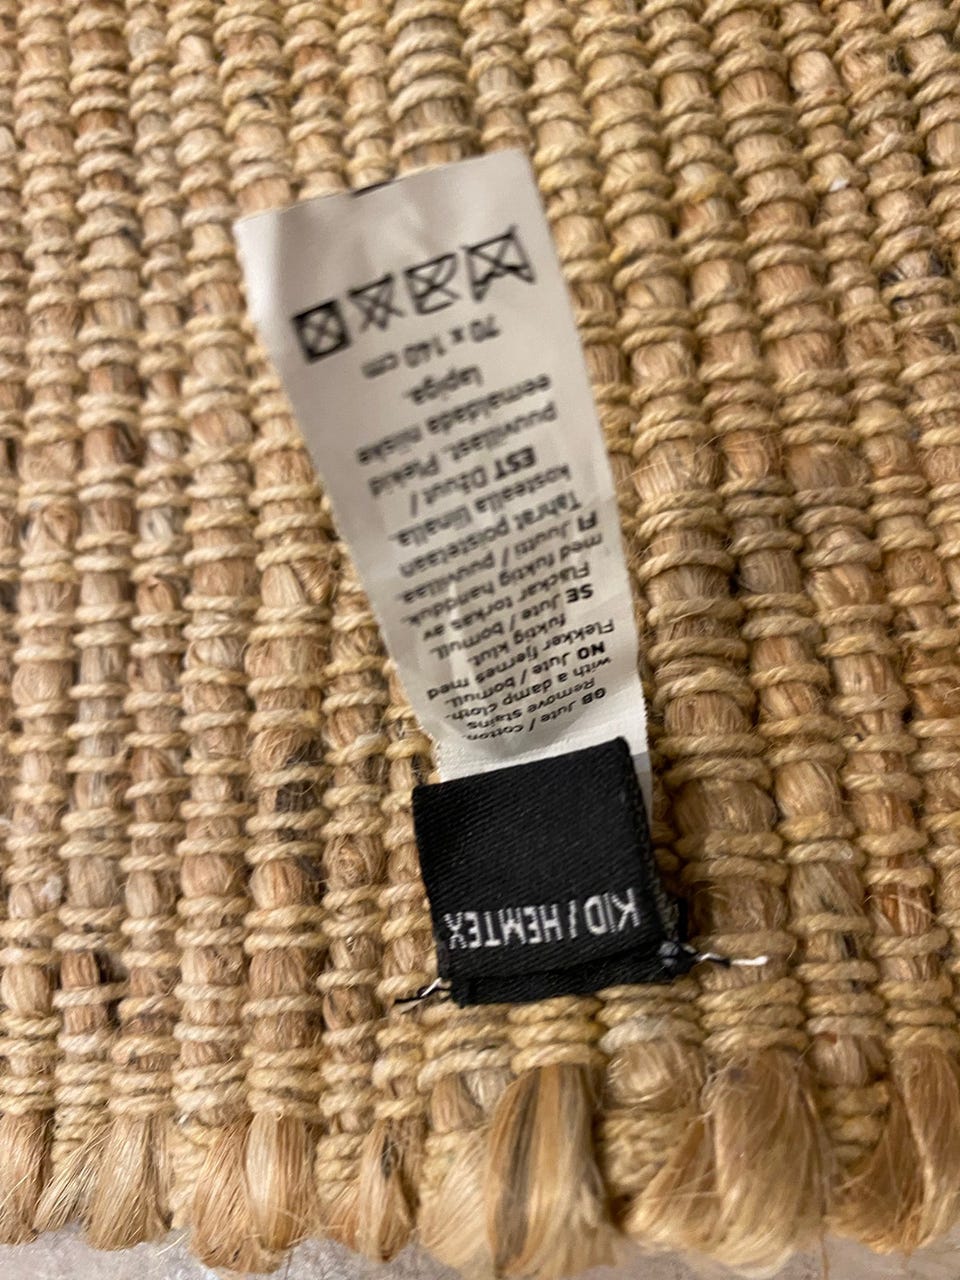 KID / HEMTEX
GB Jute / cotton.
Remove stains
with a damp cloth.
NO Jute / bomull.
Flekker fjernes med
fuktig klut.
SE Jute / bomull.
Fläckar torkas av
med fuktig handduk.
FI Juutti / puuvillaa.
Tahrat poistetaan
kostealla liinalla.
EST Džuut /
puuvillast. Plekid
eemaldada niiske
lapiga.
70 x 140 cm